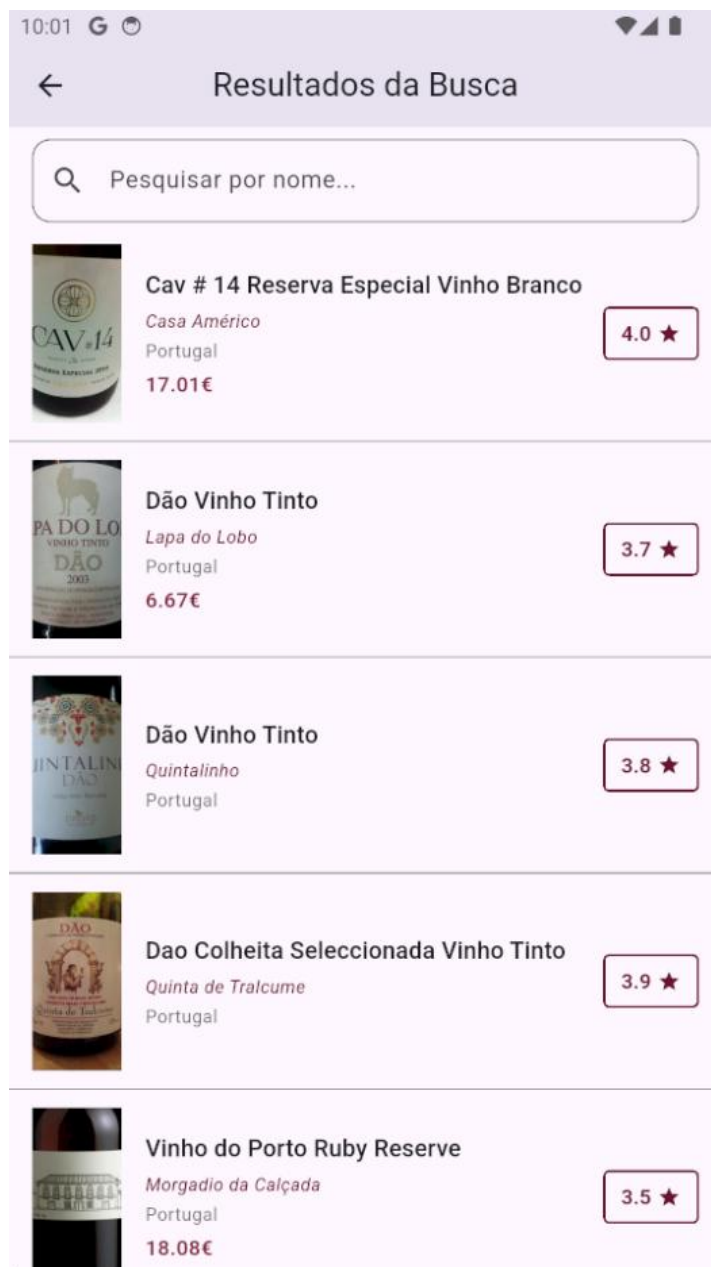 10:01
Resultados da Busca
Pesquisar por nome...
CAV #14
Cav # 14 Reserva Especial Vinho Branco
Casa Américo
Portugal
17.01€
4.0 ★
PA DO LO
VINHO TINTO
DÃO
2003
Dão Vinho Tinto
Lapa do Lobo
Portugal
6.67€
3.7 ★
INTALIN
DÃO
Dão Vinho Tinto
Quintalinho
Portugal
3.8 ★
DÃO
Dao Colheita Seleccionada Vinho Tinto
Quinta de Tralcume
Portugal
3.9 ★
Vinho do Porto Ruby Reserve
Morgadio da Calçada
Portugal
18.08€
3.5 ★